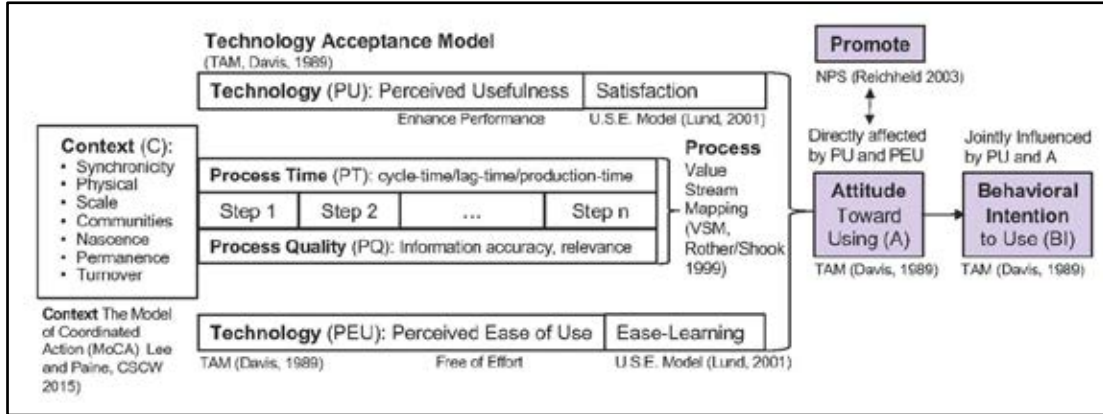 Technology Acceptance Model
(TAM, Davis, 1989)
Technology (PU): Perceived Usefulness
Satisfaction
Enhance Performance
U.S.E. Model (Lund, 2001)
Context (C):
• Synchronicity
• Physical
• Scale
• Communities
• Nascence
• Permanence
• Turnover
Context The Model
of Coordinated
Action (MoCA) Lee
and Paine, CSCW
2015)
Process Time (PT): cycle-time/lag-time/production-time
Step 1
Step 2
...
Step n
Process Quality (PQ): Information accuracy, relevance
Process
Value
Stream
Mapping
(VSM,
Rother/Shook
1999)
Technology (PEU): Perceived Ease of Use
Ease-Learning
TAM (Davis, 1989)
Free of Effort
U.S.E. Model (Lund, 2001)
Promote
NPS (Reichheld 2003)
Directly affected
by PU and PEU
Attitude
Toward
Using (A)
TAM (Davis, 1989)
Jointly Influenced
by PU and A
Behavioral
Intention
to Use (BI)
TAM (Davis, 1989)